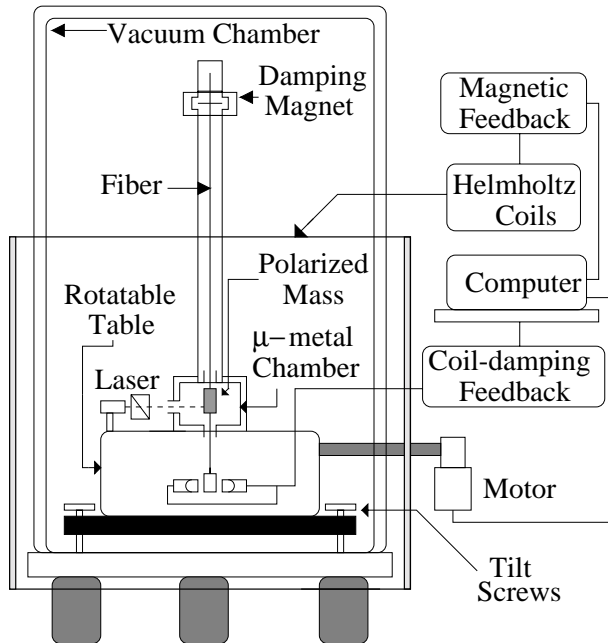 Vacuum Chamber
Damping
Magnet
Magnetic
Feedback
Fiber
Helmholtz
Coils
Polarized
Mass
Rotatable
Table
Computer
μ−metal
Chamber
Laser
Coil-damping
Feedback
Motor
Tilt
Screws